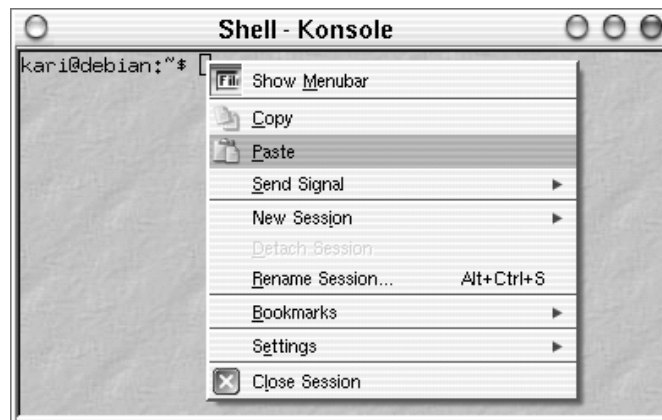 Shell - Konsole
kari@debian:~$
Show Menubar
Copy
Paste
Send Signal
New Session
Detach Session
Rename Session... Alt+Ctrl+S
Bookmarks
Settings
Close Session